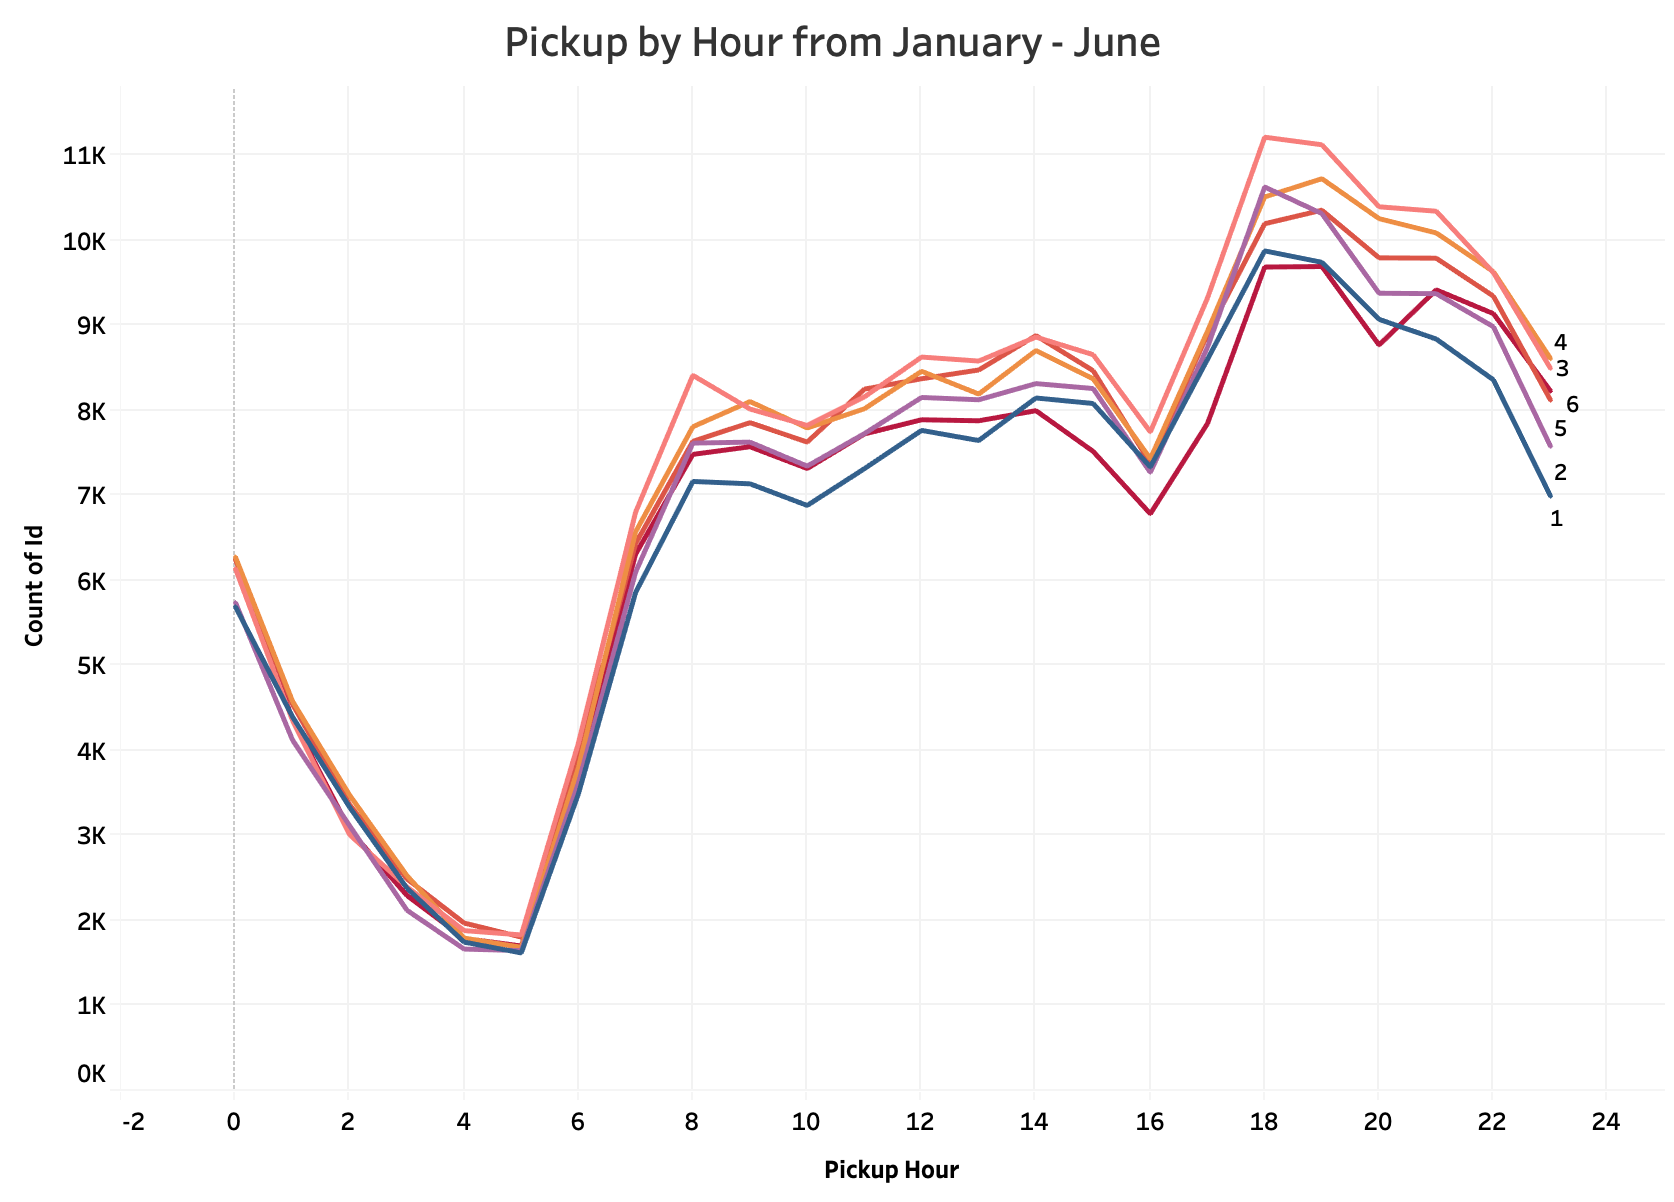 Pickup by Hour from January - June
11K
10K
9K
8K
7K
6K
5K
4K
3K
2K
1K
0K
Count of Id
4
3
6
5
2
1
-2 0 2 4 6 8 10 12 14 16 18 20 22 24
Pickup Hour